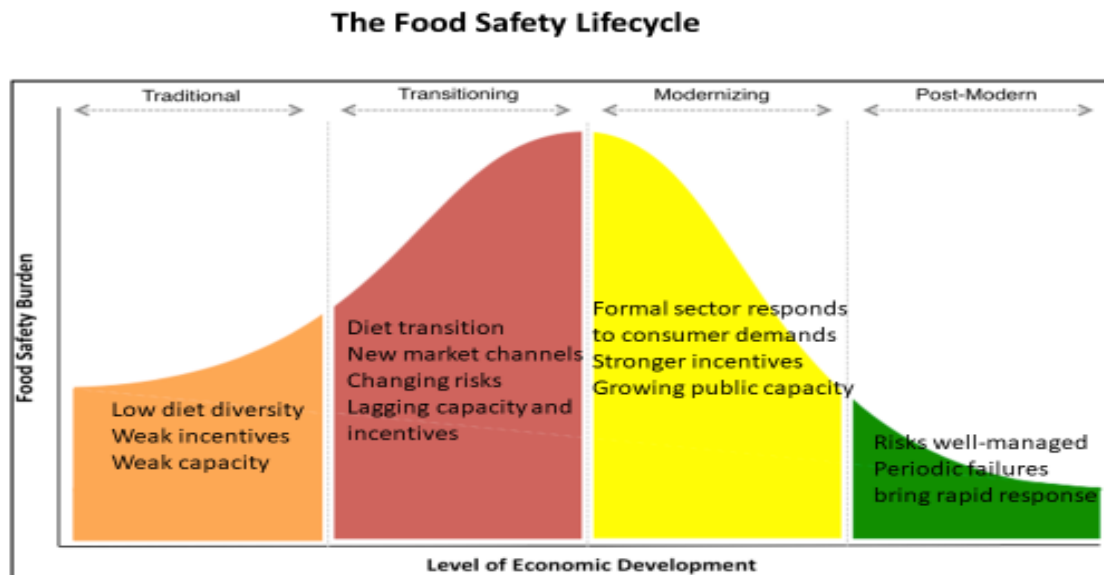 The Food Safety Lifecycle
Traditional
Transitioning
Modernizing
Post-Modern
Food Safety Burden
Low diet diversity
Weak incentives
Weak capacity
Diet transition
New market channels
Changing risks
Lagging capacity and
incentives
Formal sector responds
to consumer demands
Stronger incentives
Growing public capacity
Risks well-managed
Periodic failures
bring rapid response
Level of Economic Development